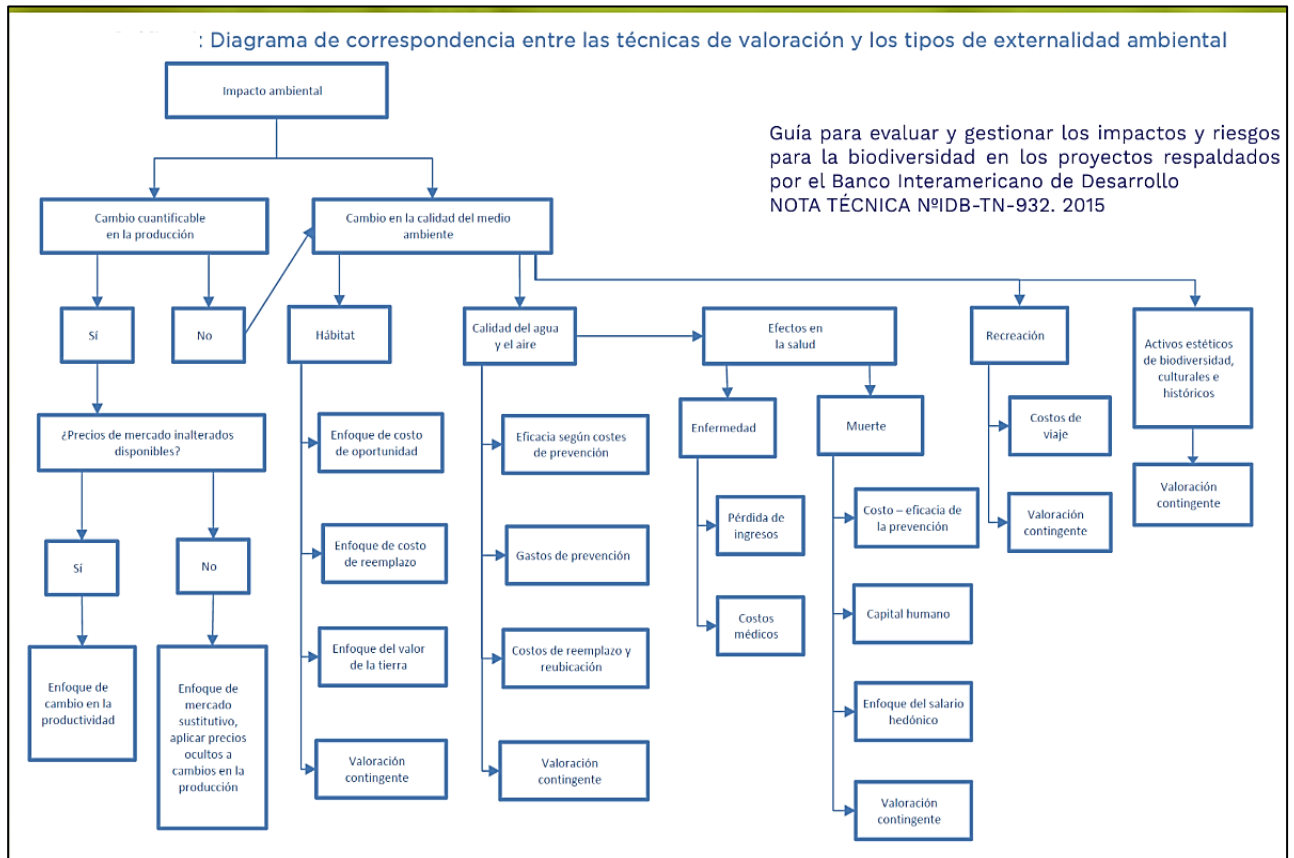 : Diagrama de correspondencia entre las técnicas de valoración y los tipos de externalidad ambiental
Impacto ambiental
Guía para evaluar y gestionar los impactos y riesgos
para la biodiversidad en los proyectos respaldados
por el Banco Interamericano de Desarrollo
NOTA TÉCNICA NºIDB-TN-932. 2015
Cambio cuantificable
en la producción
Cambio en la calidad del medio
ambiente
Sí
No
Hábitat
Calidad del agua
y el aire
Efectos en
la salud
Recreación
Activos estéticos
de biodiversidad,
culturales e
históricos
¿Precios de mercado inalterados
disponibles?
Enfoque de costo
de oportunidad
Eficacia según costes
de prevención
Enfermedad
Muerte
Costos de
viaje
Valoración
contingente
Sí
No
Enfoque de costo
de reemplazo
Gastos de prevención
Pérdida de
ingresos
Costo – eficacia de
la prevención
Valoración
contingente
Costos
médicos
Capital humano
Enfoque del valor
de la tierra
Costos de reemplazo y
reubicación
Enfoque de
cambio en la
productividad
Enfoque de
mercado
sustitutivo,
aplicar precios
ocultos a
cambios en la
producción
Enfoque del salario
hedónico
Valoración
contingente
Valoración
contingente
Valoración
contingente